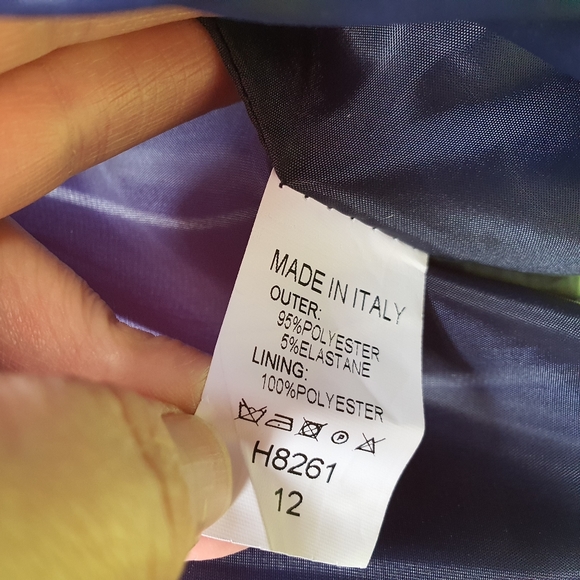 MADE IN ITALY
OUTER:
95%POLYESTER
5%ELASTANE
LINING:
100%POLYESTER
P
H8261
12